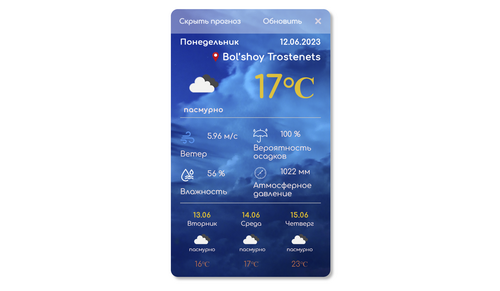 Скрыть прогноз Обновить ×
Понедельник 12.06.2023
Bol'shoy Trostenets
17°C
пасмурно
5.96 м/с 100 %
Ветер Вероятность
осадков
56 % 1022 мм
Влажность Атмосферное
давление
13.06 14.06 15.06
Вторник Среда Четверг
пасмурно пасмурно пасмурно
16°C 17°C 23°C